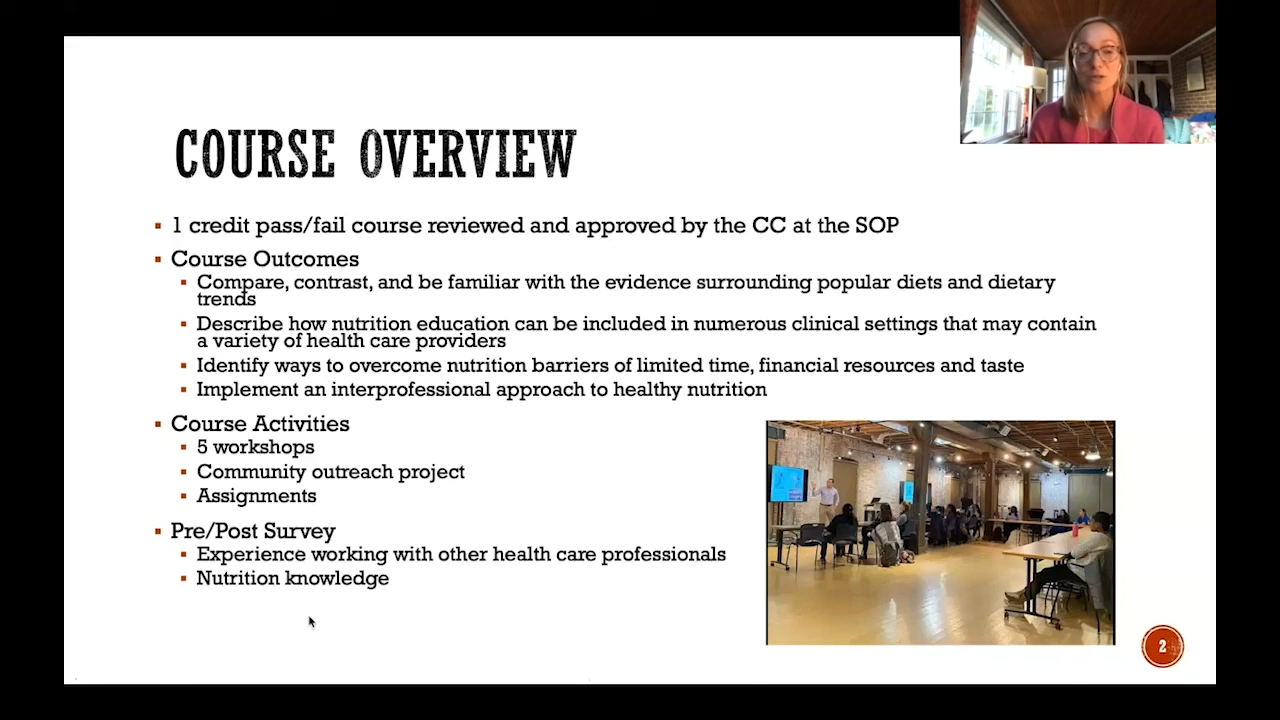 COURSE OVERVIEW
1 credit pass/fail course reviewed and approved by the CC at the SOP
Course Outcomes
Compare, contrast, and be familiar with the evidence surrounding popular diets and dietary
trends
Describe how nutrition education can be included in numerous clinical settings that may contain
a variety of health care providers
Identify ways to overcome nutrition barriers of limited time, financial resources and taste
Implement an interprofessional approach to healthy nutrition
Course Activities
5 workshops
Community outreach project
Assignments
Pre/Post Survey
Experience working with other health care professionals
Nutrition knowledge
2